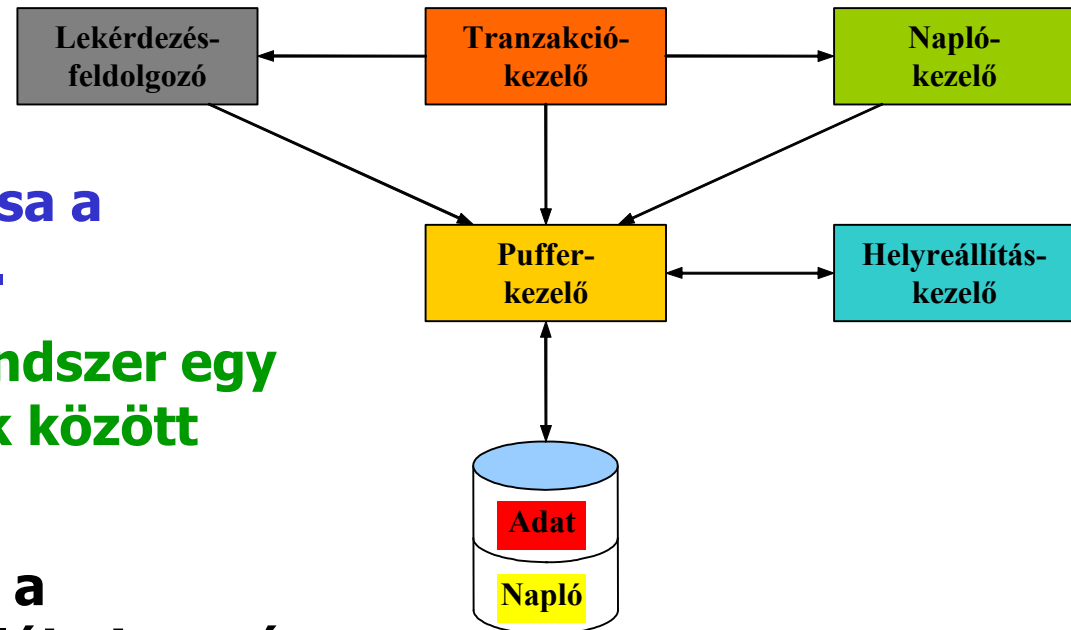 Lekérdezés-
feldolgozó
Tranzakció-
kezelő
Napló-
kezelő
sa a
.
Puffer-
kezelő
Helyreállítás-
kezelő
ndszer egy
k között
Adat
Napló
a